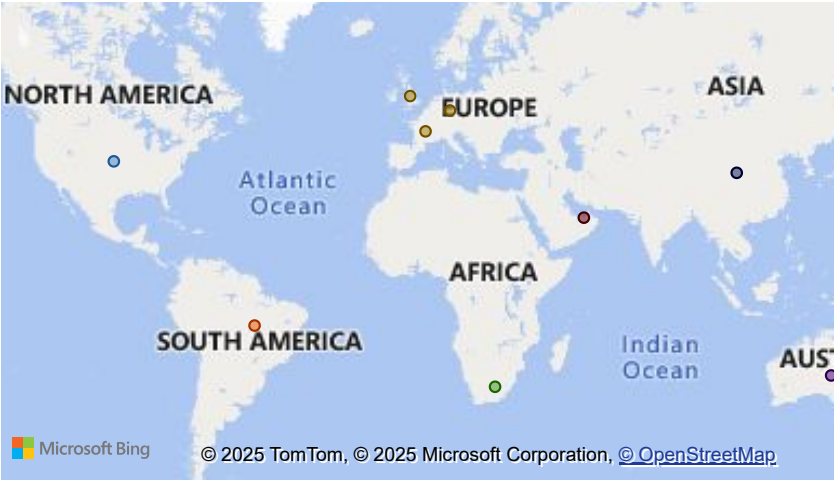 ASIA
NORTH AMERICA
EUROPE
Atlantic
Ocean
AFRICA
SOUTH AMERICA
Indian
Ocean
AUST
Microsoft Bing
© 2025 TomTom, © 2025 Microsoft Corporation, © OpenStreetMap